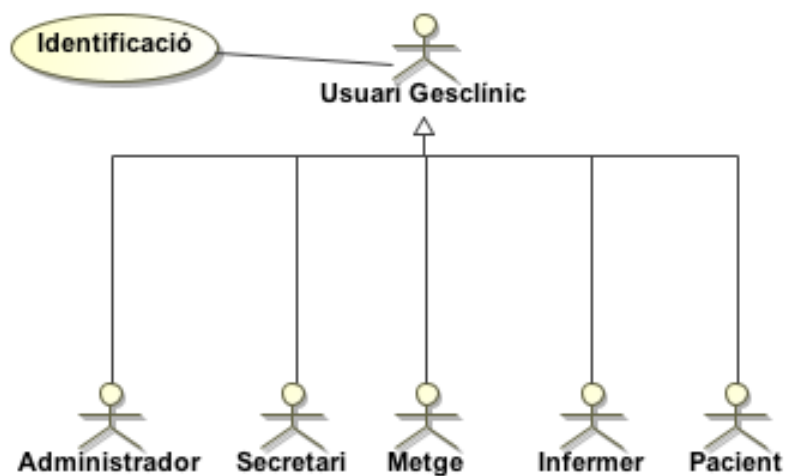 Identificació
Usuari Gesclínic
Administrador
Secretari
Metge
Infermer
Pacient